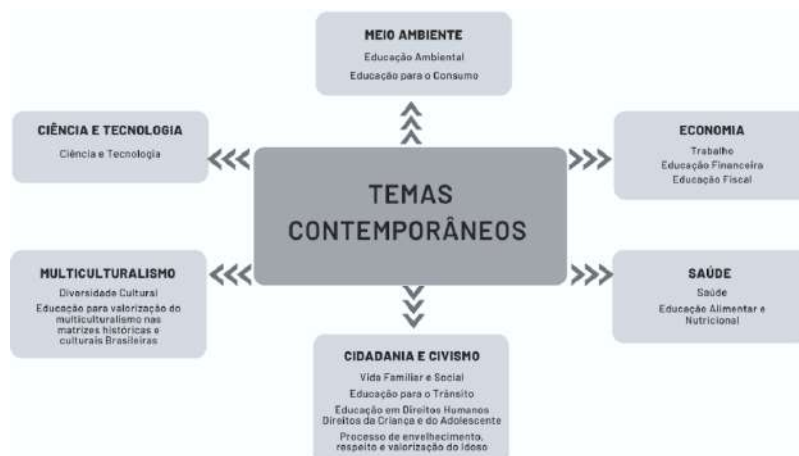 MEIO AMBIENTE
Educação Ambiental
Educação para o Consumo
CIÊNCIA E TECNOLOGIA
Ciência e Tecnologia
ECONOMIA
Trabalho
Educação Financeira
Educação Fiscal
TEMAS
CONTEMPORÂNEOS
MULTICULTURALISMO
Diversidade Cultural
Educação para valorização do
multiculturalismo nas
matrizes históricas e
culturais Brasileiras
SAÚDE
Saúde
Educação Alimentar e
Nutricional
CIDADANIA E CIVISMO
Vida Familiar e Social
Educação para o Trânsito
Educação em Direitos Humanos
Direitos da Criança e do Adolescente
Processo de envelhecimento,
respeito e valorização do idoso